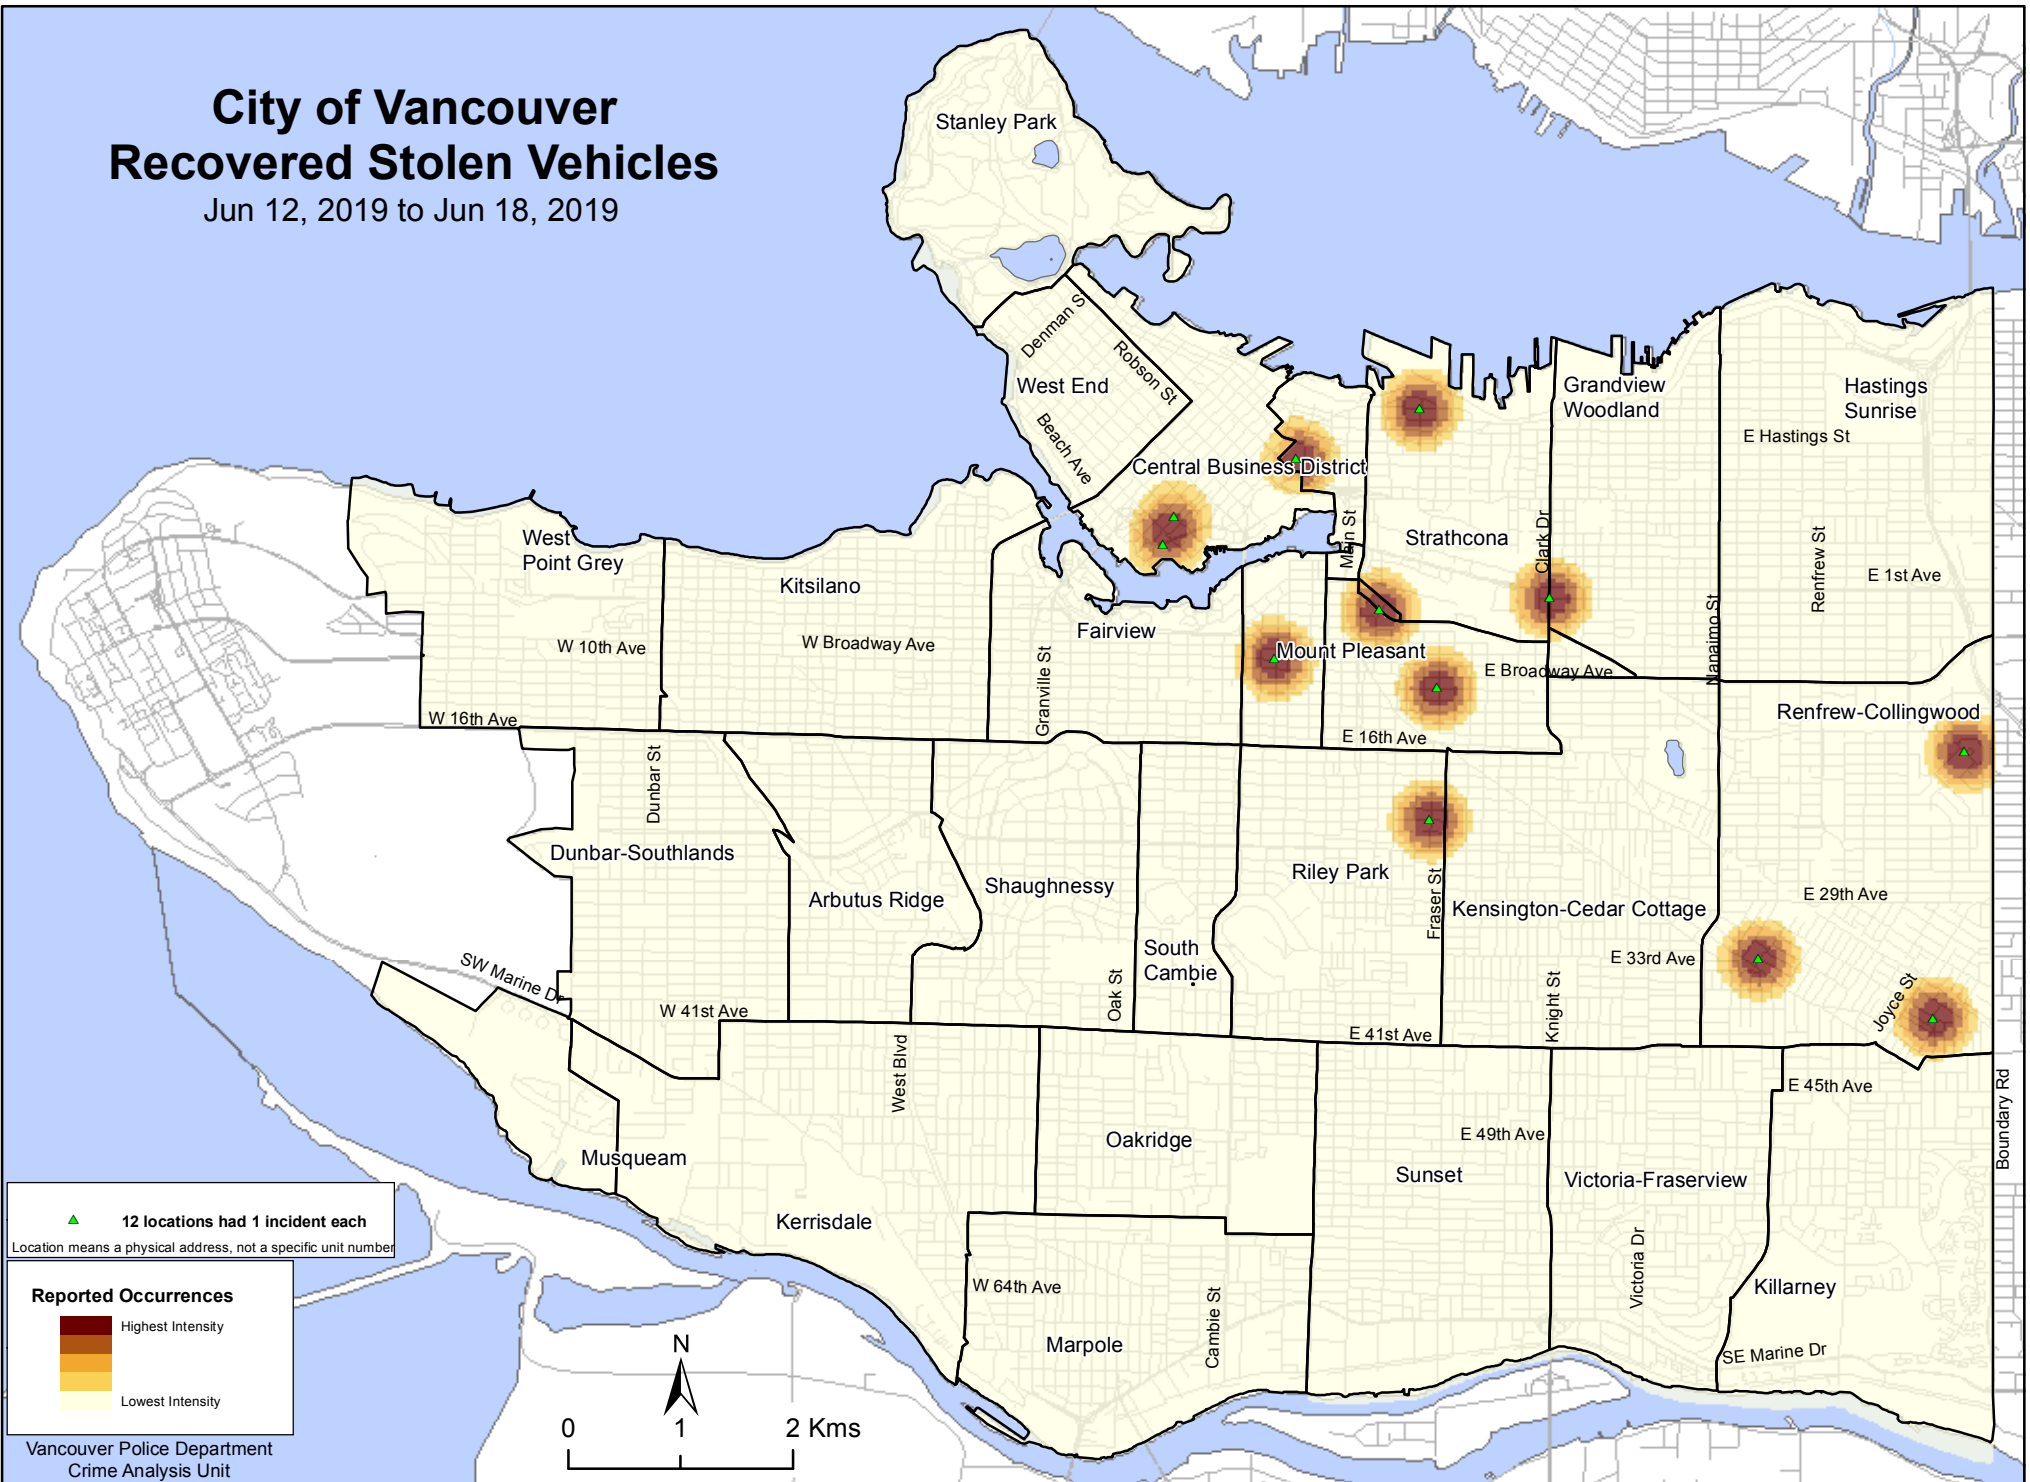 City of Vancouver
Recovered Stolen Vehicles
Jun 12, 2019 to Jun 18, 2019
Stanley Park
Denman S
Robson St
West End
Beach Ave
Grandview
Woodland
Hastings
Sunrise
E Hastings St
Central Business District
West
Point Grey
Kitsilano
Main St
Strathcona
Clark Dr
Renfrew St
E 1st Ave
Nanaimo St
W 10th Ave
W Broadway Ave
Fairview
Granville St
Mount Pleasant
E Broadway Ave
W 16th Ave
E 16th Ave
Renfrew-Collingwood
Dunbar St
Dunbar-Southlands
Arbutus Ridge
Shaughnessy
Riley Park
Fraser St
Kensington-Cedar Cottage
E 29th Ave
South
Cambie
E 33rd Ave
SW Marine Dr
W 41st Ave
Oak St
E 41st Ave
Knight St
Joyce St
West Blvd
E 45th Ave
Boundary Rd
Musqueam
Oakridge
E 49th Ave
Sunset
Victoria-Fraserview
Kerrisdale
Victoria Dr
W 64th Ave
Cambie St
Killarney
Marpole
SE Marine Dr
12 locations had 1 incident each
Location means a physical address, not a specific unit number
Reported Occurrences
Highest Intensity
Lowest Intensity
N
0 1 2 Kms
Vancouver Police Department
Crime Analysis Unit